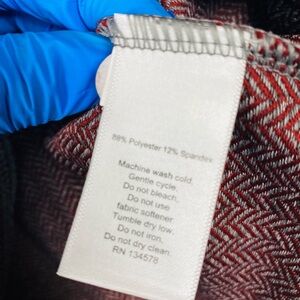 88% Polyester 12% Spandex
Machine wash cold.
Gentle cycle.
Do not bleach.
Do not use
fabric softener
Tumble dry low.
Do not iron.
Do not dry clean.
RN 134578